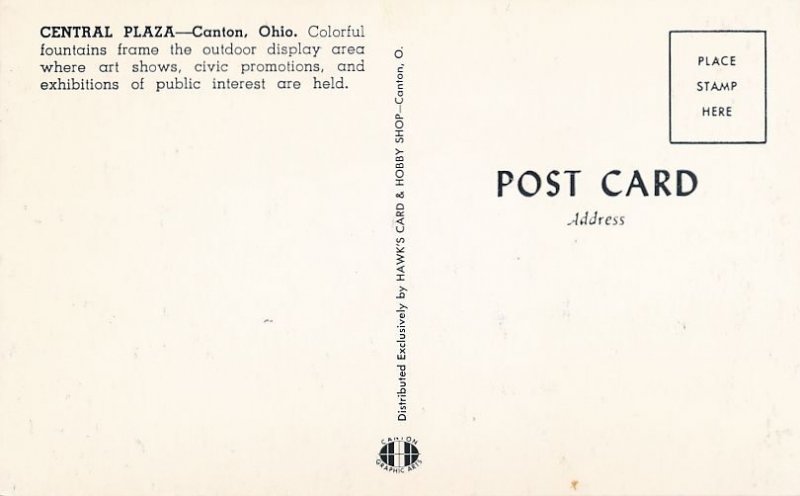 CENTRAL PLAZA—Canton, Ohio. Colorful
fountains frame the outdoor display area
where art shows, civic promotions, and
exhibitions of public interest are held.
Distributed Exclusively by HAWK'S CARD & HOBBY SHOP—Canton, O.
CANTON
GRAPHIC ARTS
PLACE
STAMP
HERE
POST CARD
Address